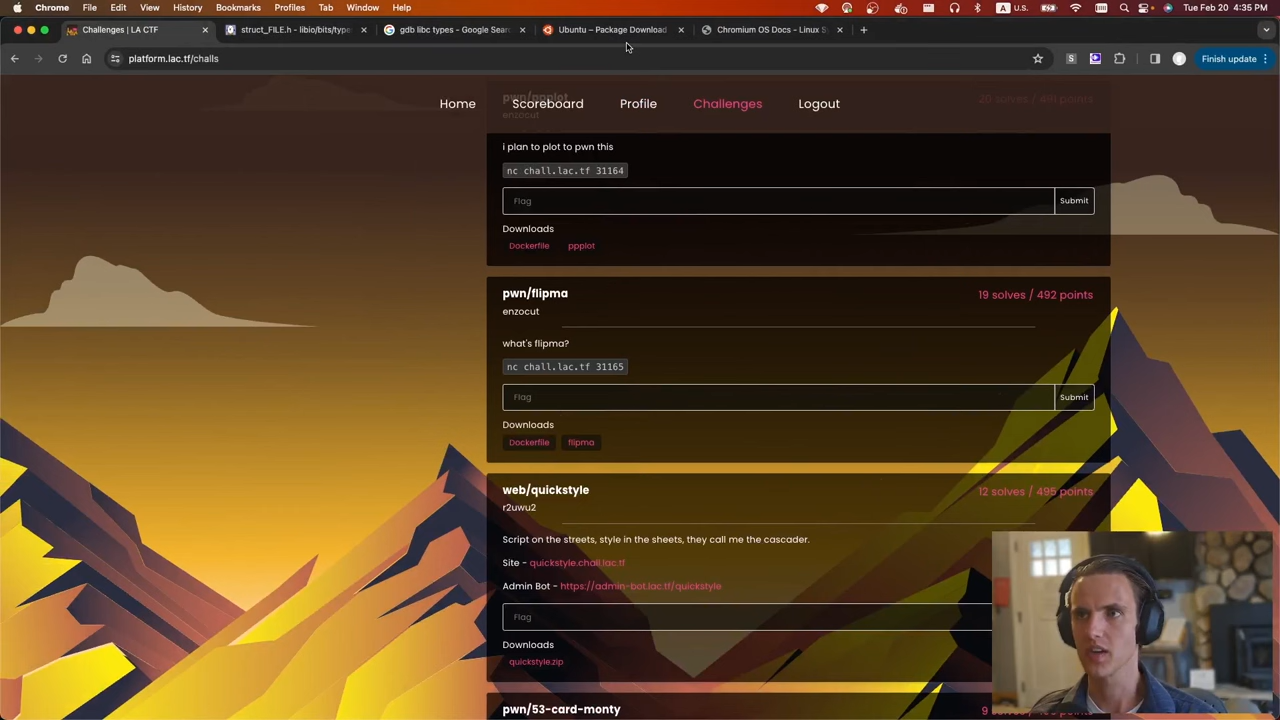 Chrome File Edit View History Bookmarks Profiles Tab Window Help
U.S. Tue Feb 20 4:35 PM
Challenges | LA CTF
struct_FILE.h - libio/bits/type
gdb libc types - Google Sear
Ubuntu – Package Download
Chromium OS Docs - Linux S
platform.lac.tf/challs
Finish update
Home Scoreboard Profile Challenges Logout
enzocut
i plan to plot to pwn this
nc chall.lac.tf 31164
Flag Submit
Downloads
Dockerfile ppplot
pwn/flipma 19 solves / 492 points
enzocut
what's flipma?
nc chall.lac.tf 31165
Flag Submit
Downloads
Dockerfile flipma
web/quickstyle 12 solves / 495 points
r2uwu2
Script on the streets, style in the sheets, they call me the cascader.
Site - quickstyle.chall.lac.tf
Admin Bot - https://admin-bot.lac.tf/quickstyle
Flag
Downloads
quickstyle.zip
pwn/53-card-monty